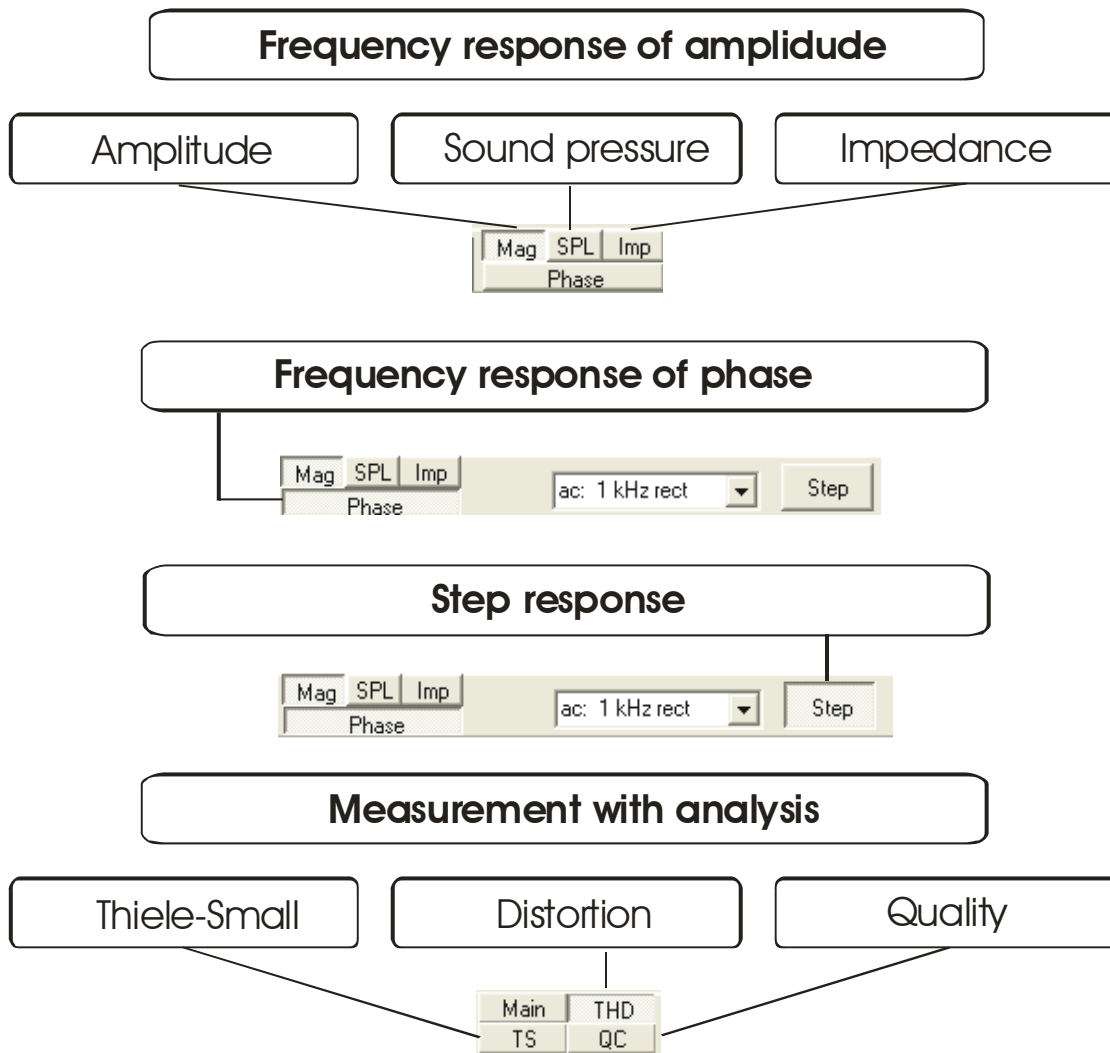 Frequency response of amplidude
Amplitude Sound pressure Impedance
Mag SPL Imp
Phase
Frequency response of phase
Mag SPL Imp ac: 1 kHz rect Step
Phase
Step response
Mag SPL Imp ac: 1 kHz rect Step
Phase
Measurement with analysis
Thiele-Small Distortion Quality
Main THD
TS QC